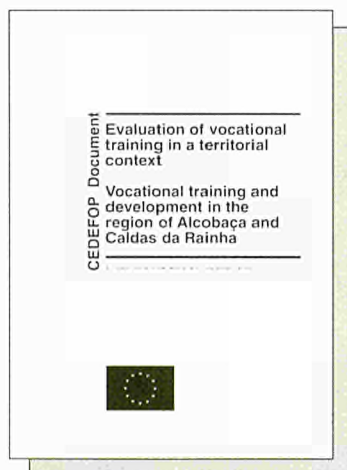 CEDEFOP Document
Evaluation of vocational
training in a territorial
context
Vocational training and
development in the
region of Alcobaça and
Caldas da Rainha